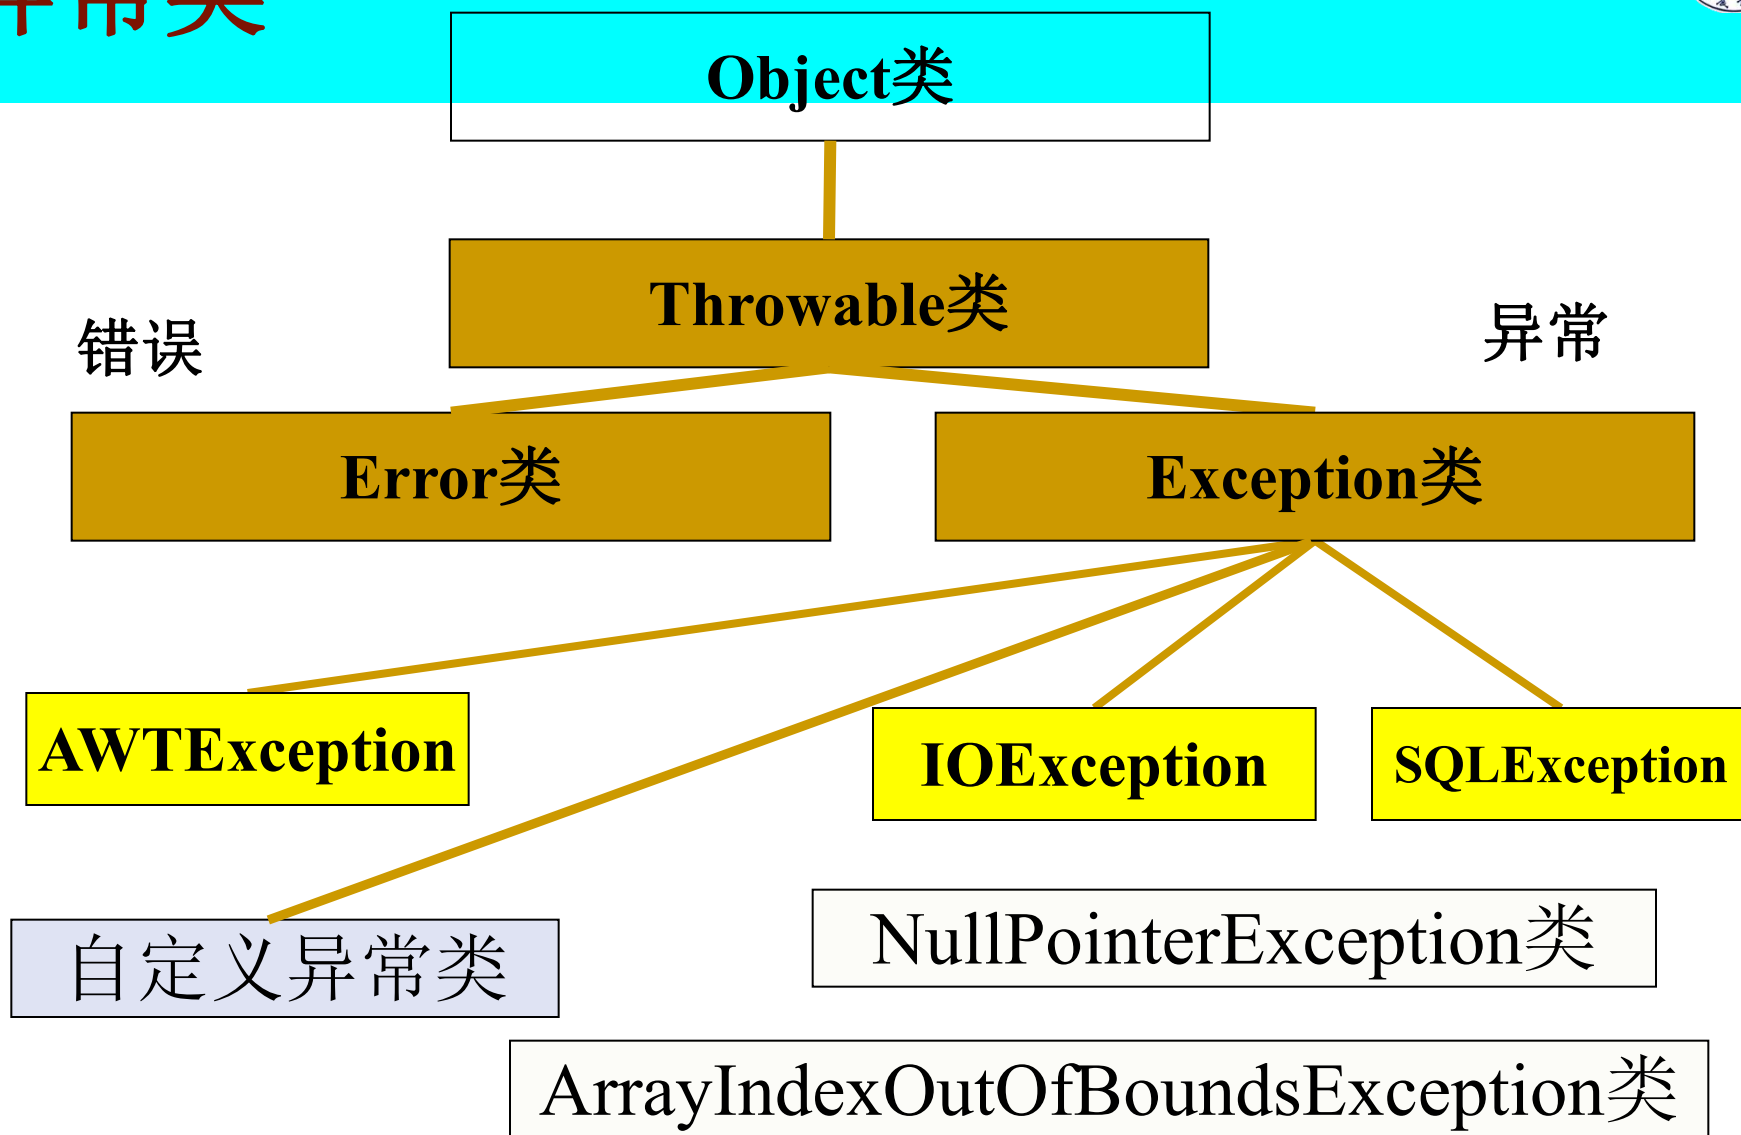 异常类
Object类
Throwable类
错误
异常
Error类
Exception类
AWTException
IOException
SQLException
自定义异常类
NullPointerException类
ArrayIndexOutOfBoundsException类